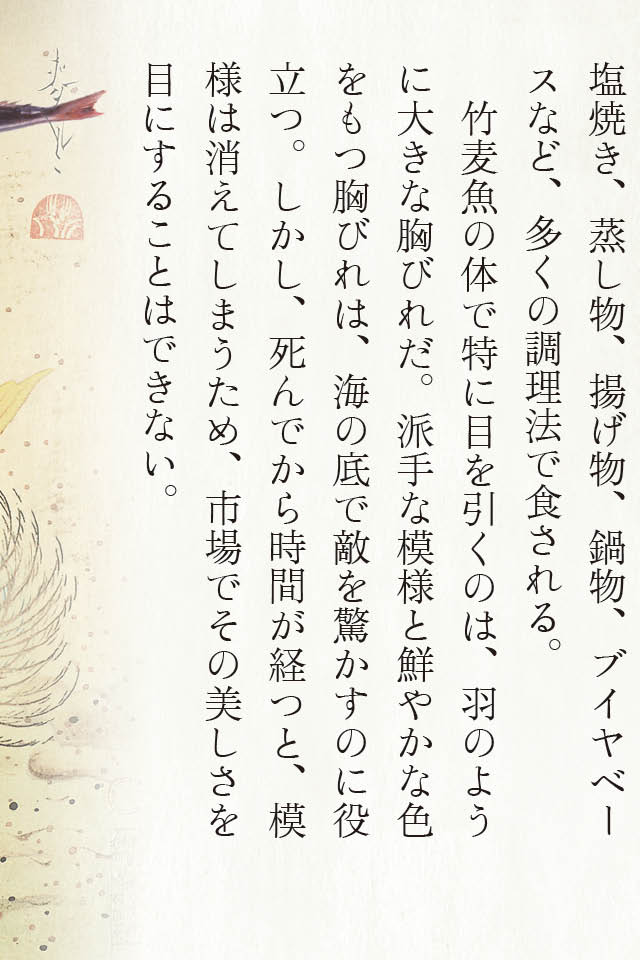 塩焼き、蒸し物、揚げ物、鍋物、ブイヤベー
スなど、多くの調理法で食される。
竹麦魚の体で特に目を引くのは、羽のよう
に大きな胸びれだ。派手な模様と鮮やかな色
をもつ胸びれは、海の底で敵を驚かすのに役
立つ。しかし、死んでから時間が経つと、模
様は消えてしまうため、市場でその美しさを
目にすることはできない。